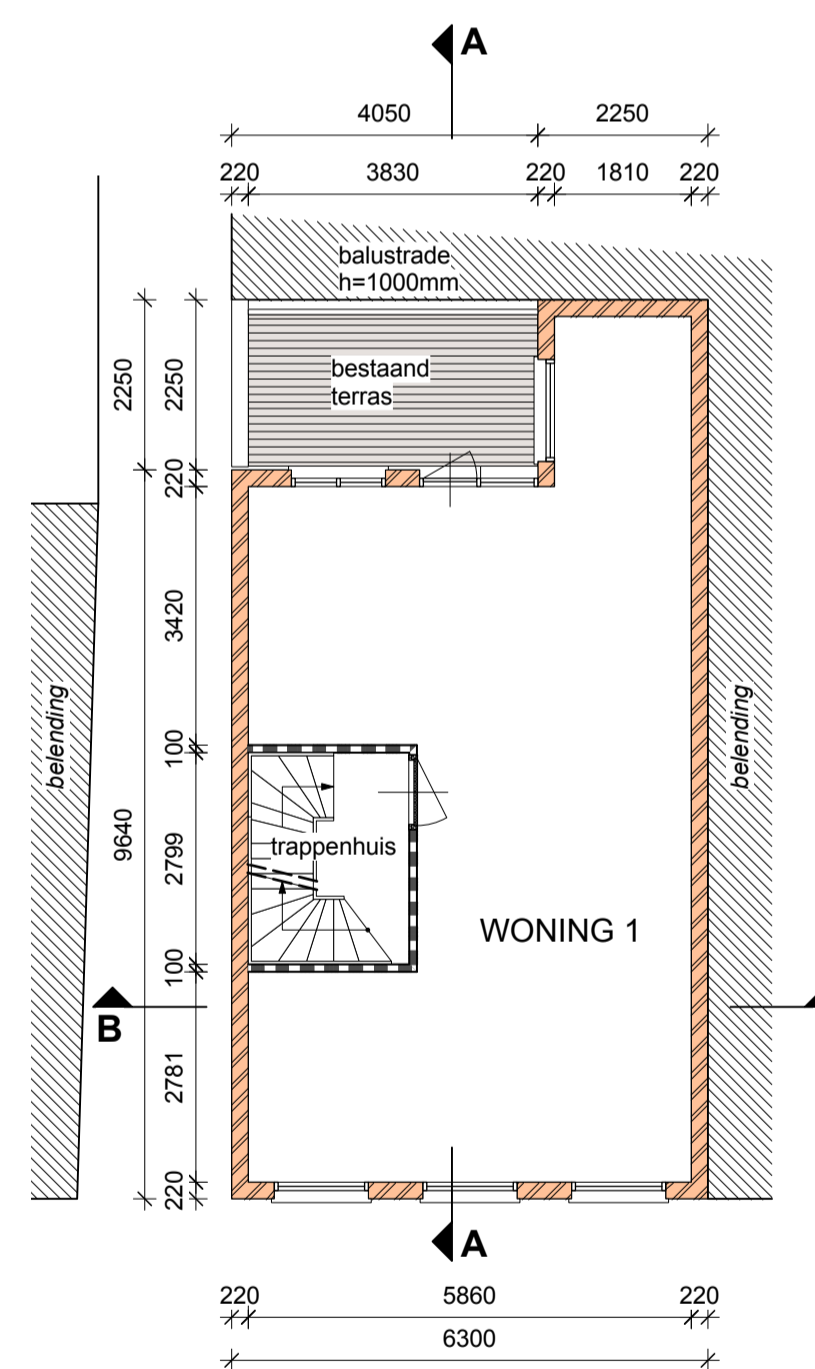 A
4050 2250
220 3830 220 1810 220
balustrade
h=1000mm
2250
2250
bestaand
terras
220
3420
belending
belending
100
9640
2799
trappenhuis
WONING 1
100
B
2781
220
A
220 5860 220
6300